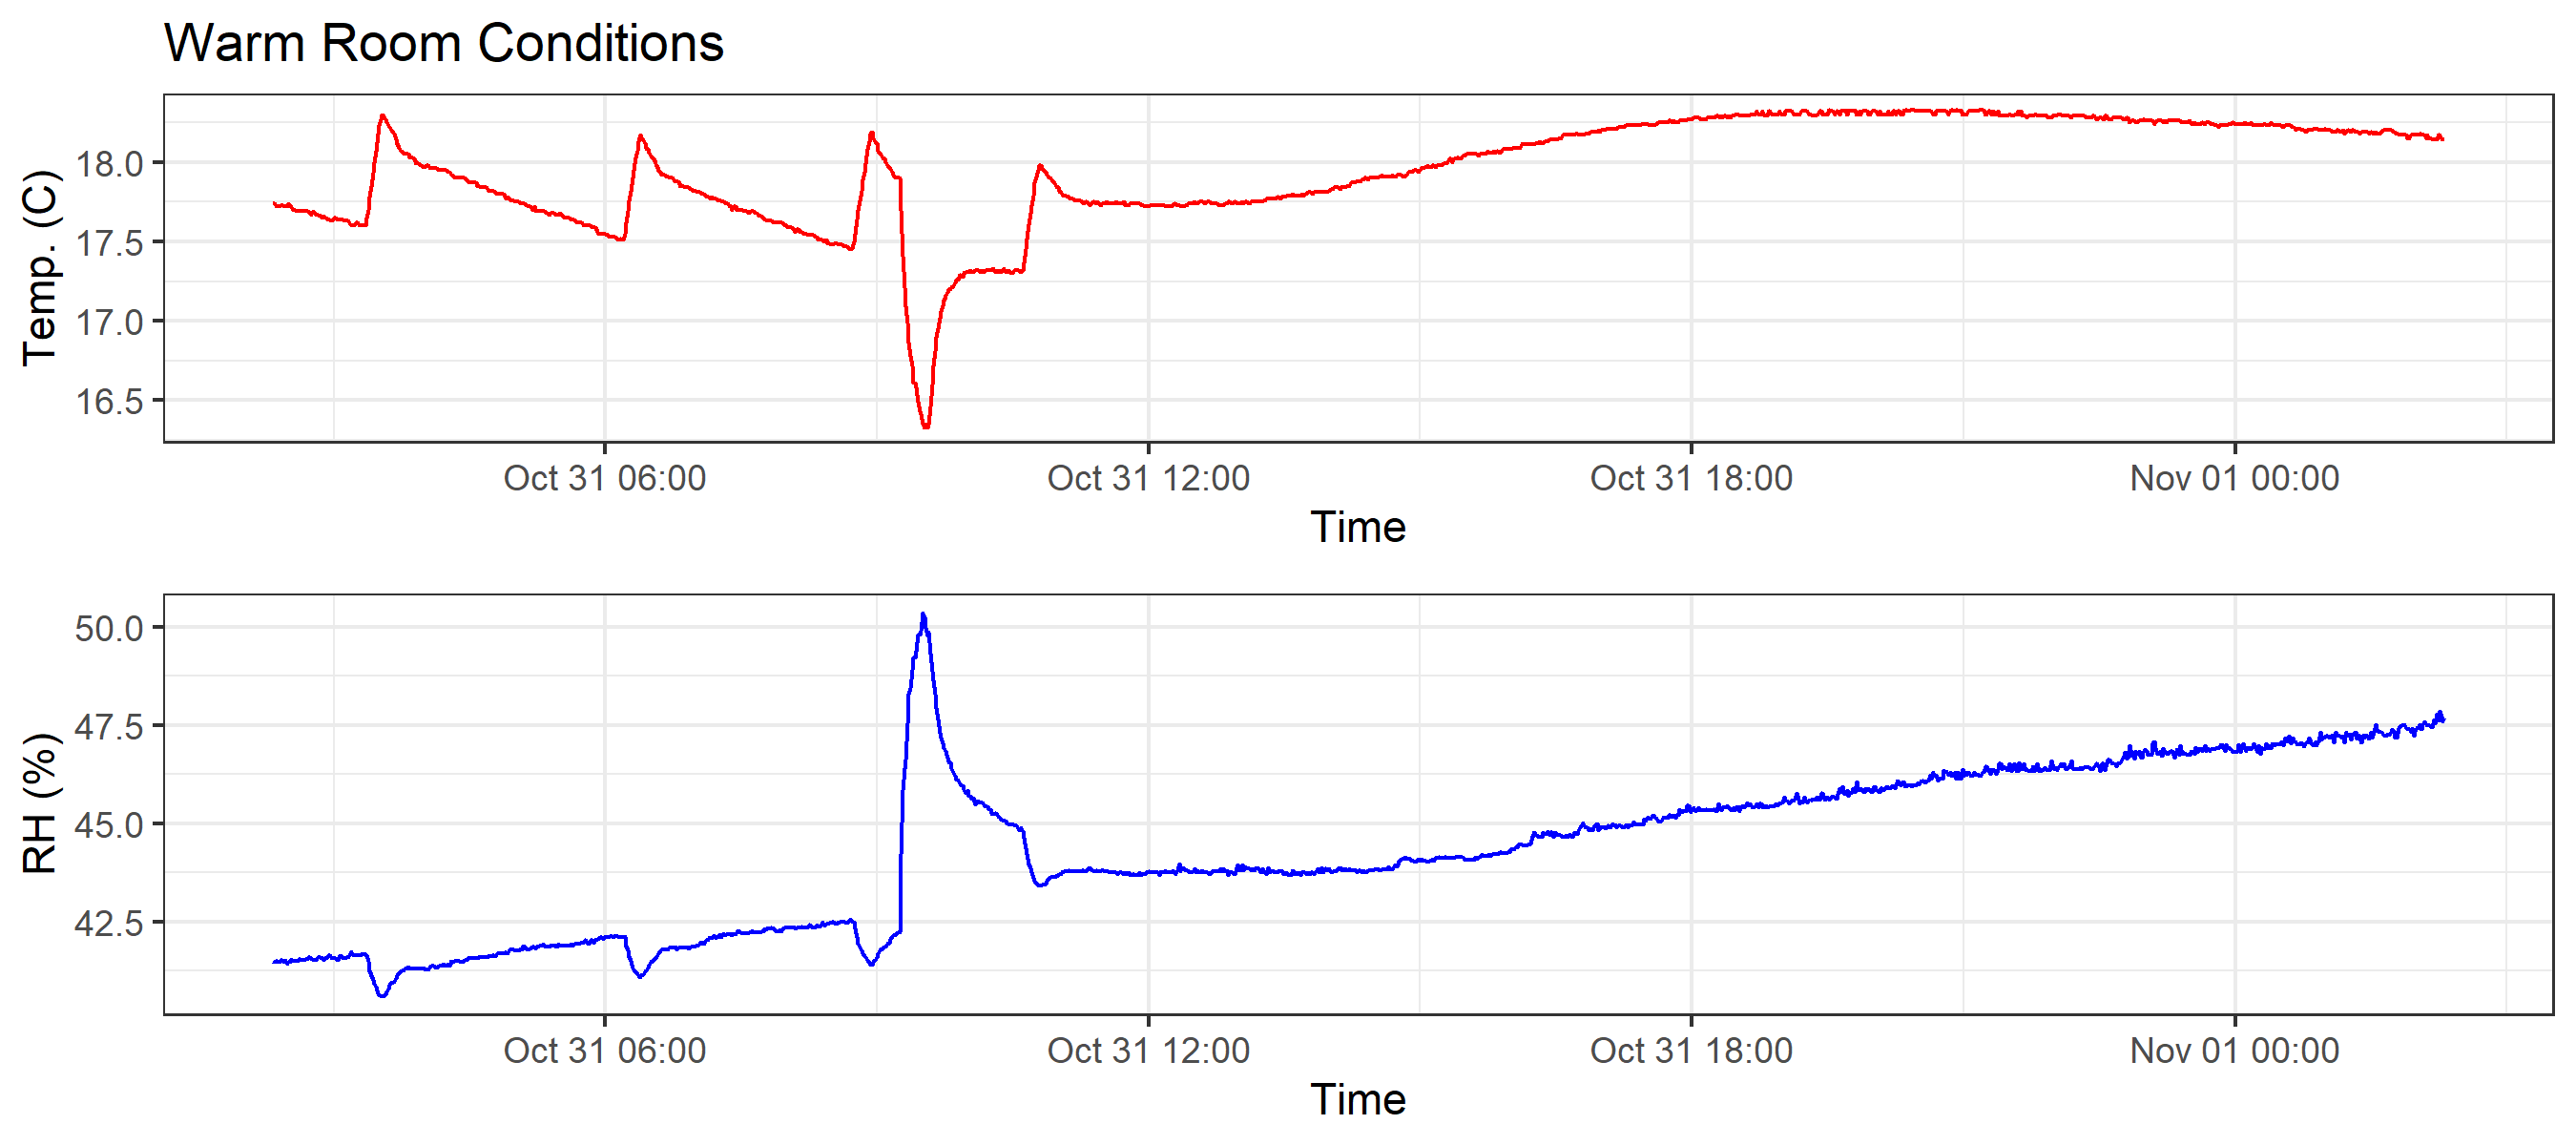 Warm Room Conditions
Temp. (C)
18.0
17.5
17.0
16.5
Oct 31 06:00 Oct 31 12:00 Oct 31 18:00 Nov 01 00:00
Time
RH (%)
50.0
47.5
45.0
42.5
Oct 31 06:00 Oct 31 12:00 Oct 31 18:00 Nov 01 00:00
Time